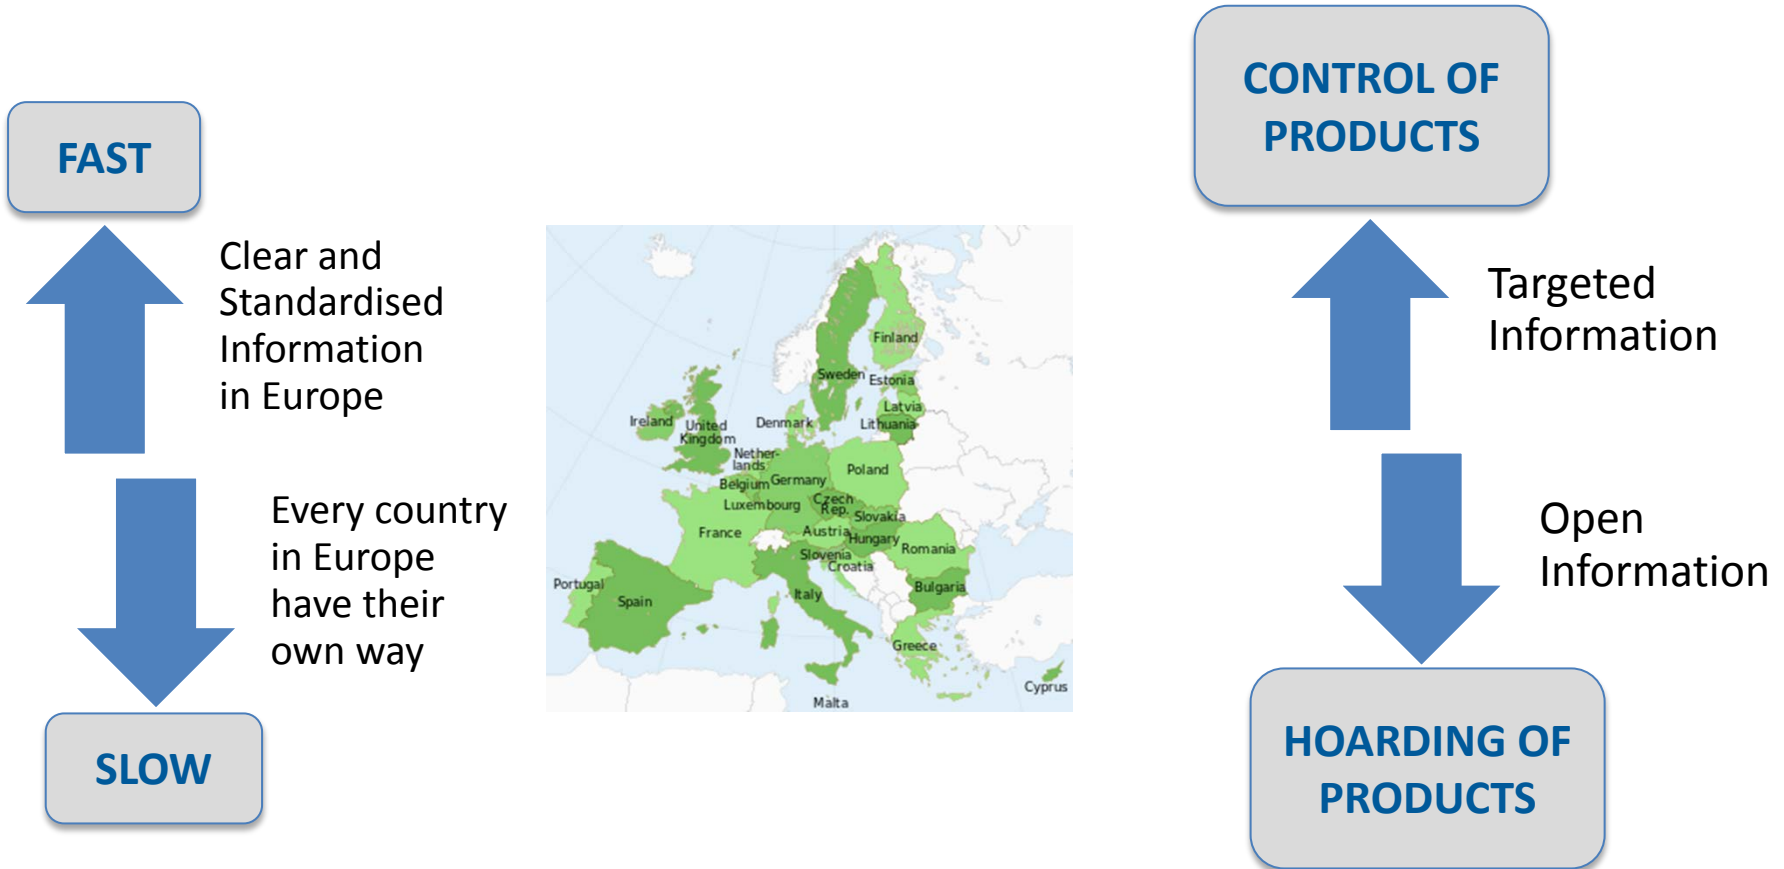 FAST
Clear and
Standardised
Information
in Europe
Every country
in Europe
have their
own way
SLOW
Finland
Sweden
Estonia
Latvia
Lithuania
Ireland
United
Kingdom
Denmark
Nether-
lands
Belgium
Germany
Poland
Luxembourg
Czech
Rep.
Slovakia
France
Austria
Hungary
Slovenia
Romania
Croatia
Portugal
Spain
Italy
Bulgaria
Greece
Malta
Cyprus
CONTROL OF
PRODUCTS
Targeted
Information
Open
Information
HOARDING OF
PRODUCTS